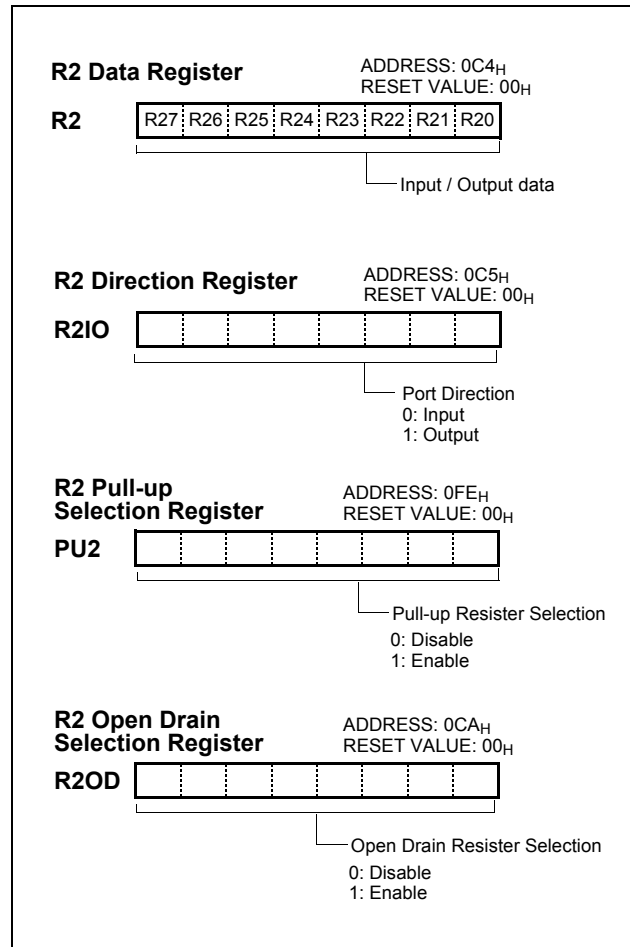 R2 Data Register
ADDRESS: 0C4H
RESET VALUE: 00H
R2
R27 R26 R25 R24 R23 R22 R21 R20
Input / Output data
R2 Direction Register
ADDRESS: 0C5H
RESET VALUE: 00H
R2IO
Port Direction
0: Input
1: Output
R2 Pull-up
Selection Register
ADDRESS: 0FEH
RESET VALUE: 00H
PU2
Pull-up Resister Selection
0: Disable
1: Enable
R2 Open Drain
Selection Register
ADDRESS: 0CAH
RESET VALUE: 00H
R2OD
Open Drain Resister Selection
0: Disable
1: Enable